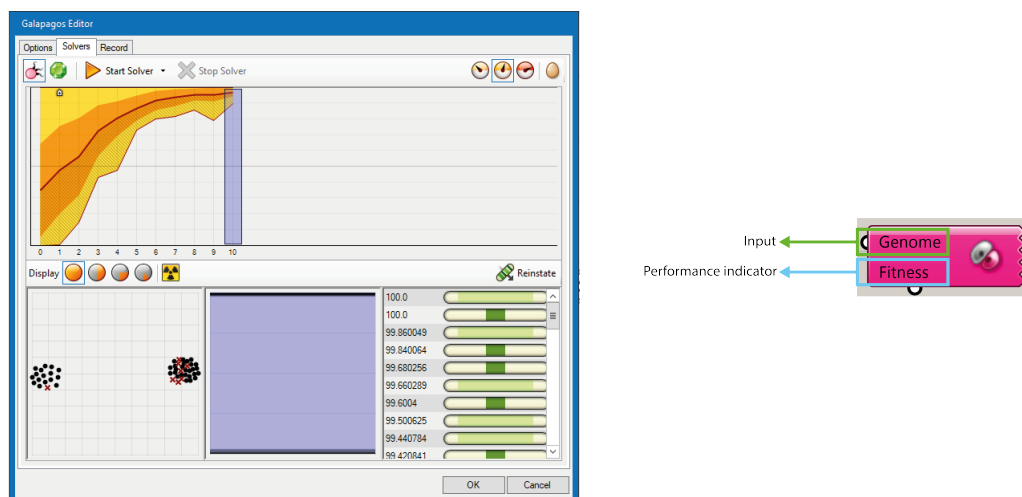 Galapagos Editor
Options Solvers Record
Start Solver Stop Solver
0 1 2 3 4 5 6 7 8 9 10
Display Reinstate
100.0
100.0
99.860049
99.840064
99.680256
99.660289
99.6004
99.500625
99.440784
99.420841
OK Cancel
Input Genome
Performance indicator Fitness